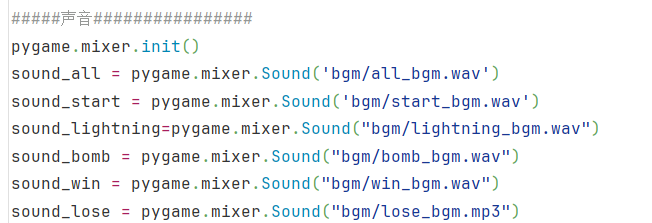 #####声音################
pygame.mixer.init()
sound_all = pygame.mixer.Sound('bgm/all_bgm.wav')
sound_start = pygame.mixer.Sound('bgm/start_bgm.wav')
sound_lightning=pygame.mixer.Sound("bgm/lightning_bgm.wav")
sound_bomb = pygame.mixer.Sound("bgm/bomb_bgm.wav")
sound_win = pygame.mixer.Sound("bgm/win_bgm.wav")
sound_lose = pygame.mixer.Sound("bgm/lose_bgm.mp3")